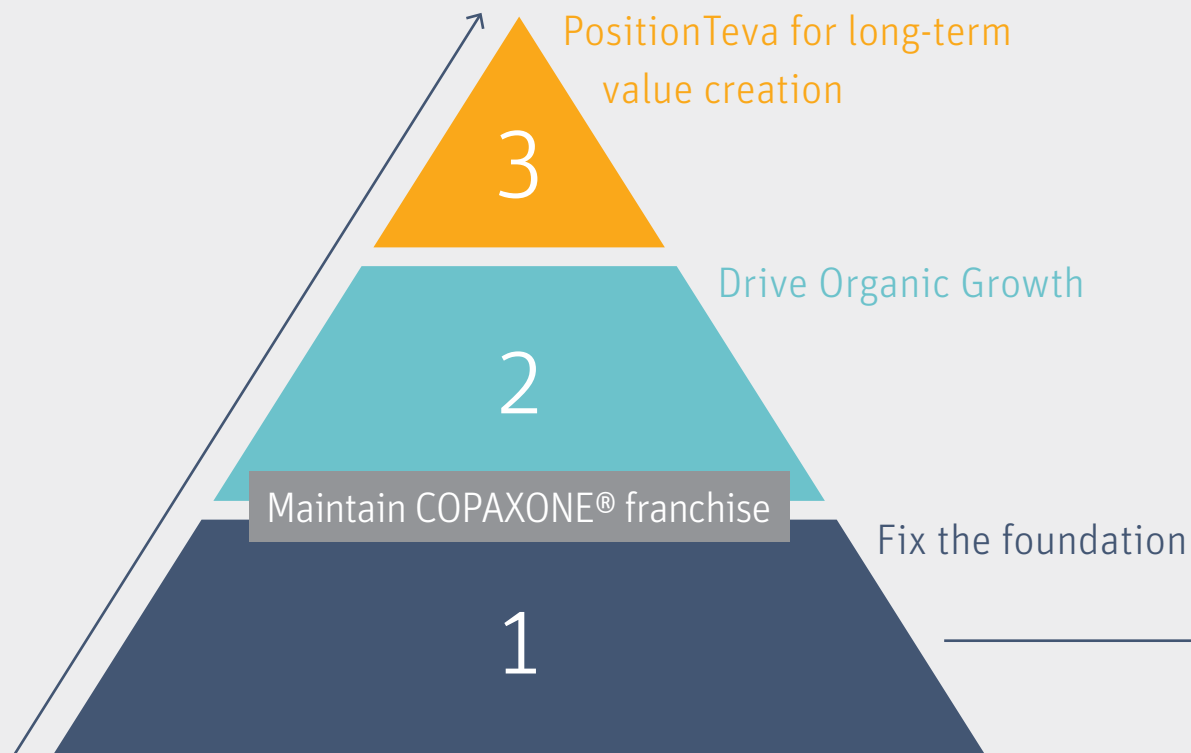 PositionTeva for long-term
value creation
3
Drive Organic Growth
2
Maintain COPAXONE® franchise
Fix the foundation
1